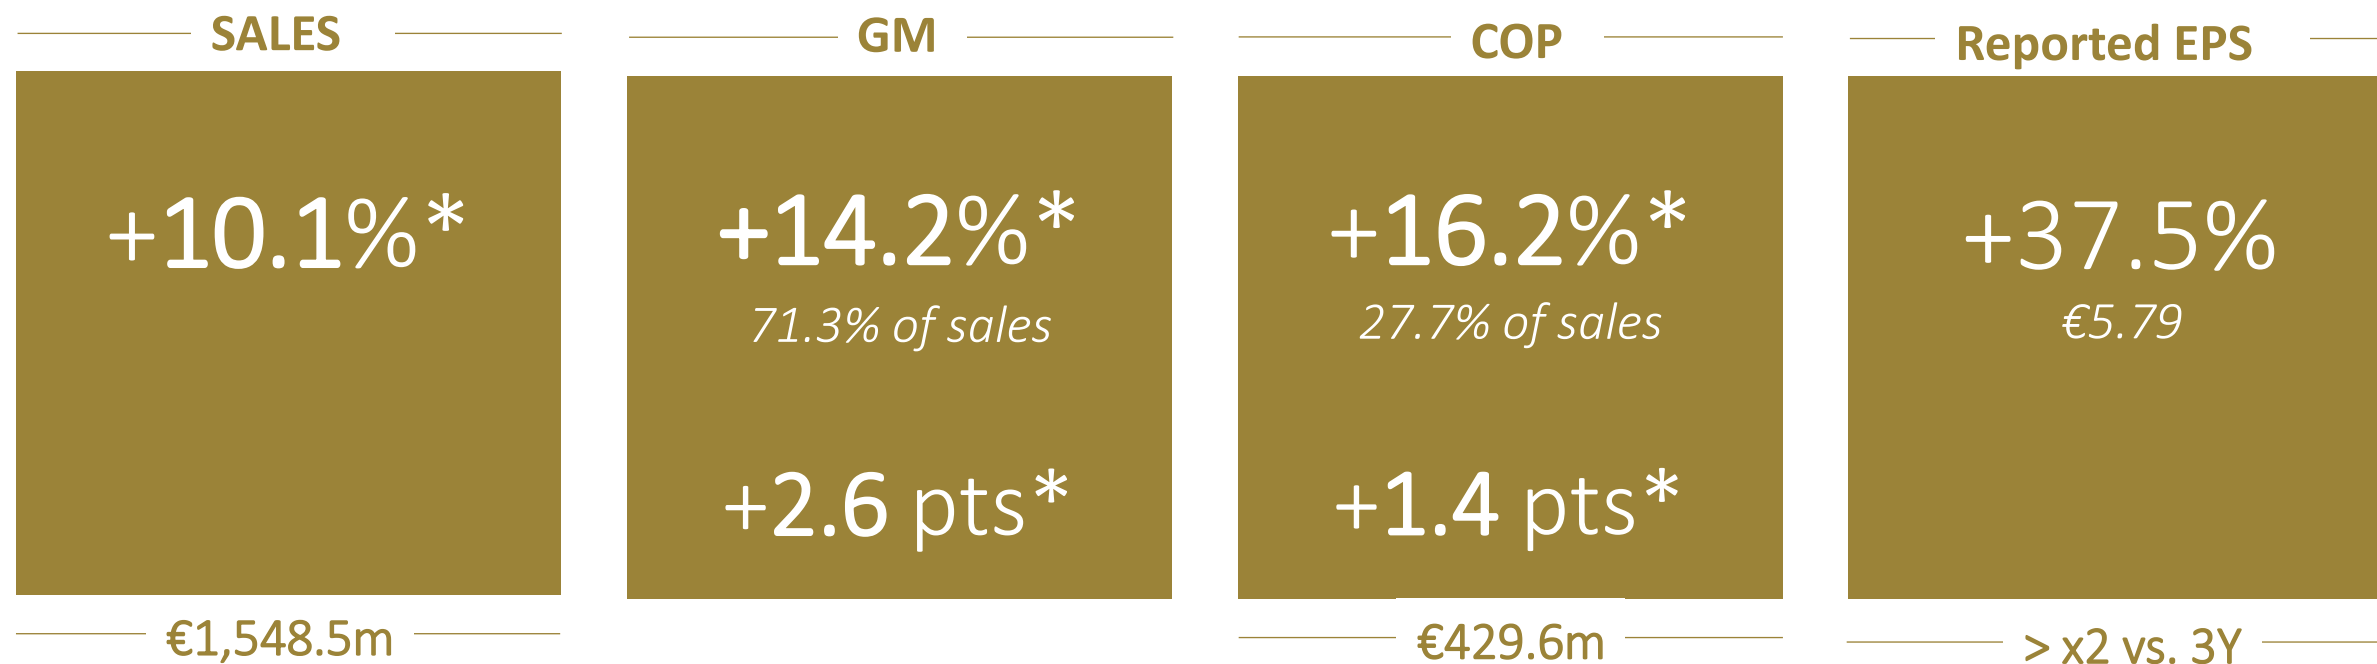 SALES
+10.1%*
€1,548.5m
GM
+14.2%*
71.3% of sales
+2.6 pts*
COP
+16.2%*
27.7% of sales
+1.4 pts*
€429.6m
Reported EPS
+37.5%
€5.79
> x2 vs. 3Y